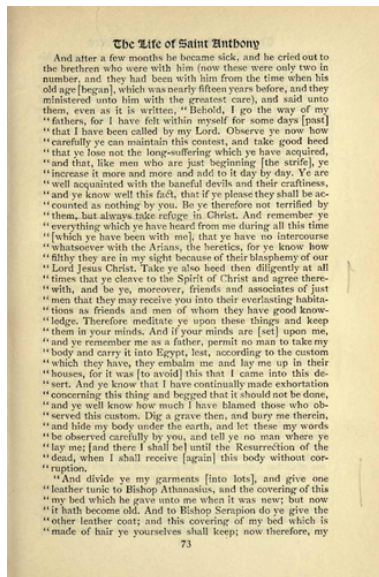 The Life of Saint Anthony
And after a few months he became sick, and he cried out to
the brethren who were with him (now these were only two in
number, and they had been with him from the time when his
old age [began], which was nearly fifteen years before, and they
ministered unto him with the greatest care), and said unto
them, even as it is written, "Behold, I go the way of my
"fathers, for I have felt within myself for some days [past]
"that I have been called by my Lord. Observe ye now how
"carefully ye can maintain this contest, and take good heed
"that ye lose not the long-suffering which ye have acquired,
"and that, like men who are just beginning [the strife], ye
"increase it more and more and add to it day by day. Ye are
"well acquainted with the baneful devils and their craftiness,
"and ye know well this fact, that if ye please they shall be ac-
"counted as nothing by you. Be ye therefore not terrified by
"them, but always take refuge in Christ. And remember ye
"everything which ye have heard from me during all this time
"[which ye have been with me], that ye have no intercourse
"whatsoever with the Arians, the heretics, for ye know how
"filthy they are in my sight because of their blasphemy of our
"Lord Jesus Christ. Take ye also heed then diligently at all
"times that ye cleave to the Spirit of Christ and agree there-
"with, and be ye, moreover, friends and associates of just
"men that they may receive you into their everlasting habita-
"tions as friends and men of whom they have good know-
"ledge. Therefore meditate ye upon these things and keep
"them in your minds. And if your minds are [set] upon me,
"and ye remember me as a father, permit no man to take my
"body and carry it into Egypt, lest, according to the custom
"which they have, they embalm me and lay me up in their
"houses, for it was [to avoid] this that I came into this de-
"sert. And ye know that I have continually made exhortation
"concerning this thing and begged that it should not be done,
"and ye well know how much I have blamed those who ob-
"served this custom. Dig a grave then, and bury me therein,
"and hide my body under the earth, and let these my words
"be observed carefully by you, and tell ye no man where ye
"lay me; [and there I shall be] until the Resurrection of the
"dead, when I shall receive [again] this body without cor-
"ruption.
"And divide ye my garments [into lots], and give one
"leather tunic to Bishop Athanasius, and the covering of this
"my bed which he gave unto me when it was new; but now
"it hath become old. And to Bishop Serapion do ye give the
"other leather coat; and this covering of my bed which is
"made of hair ye yourselves shall keep; now therefore, my
73